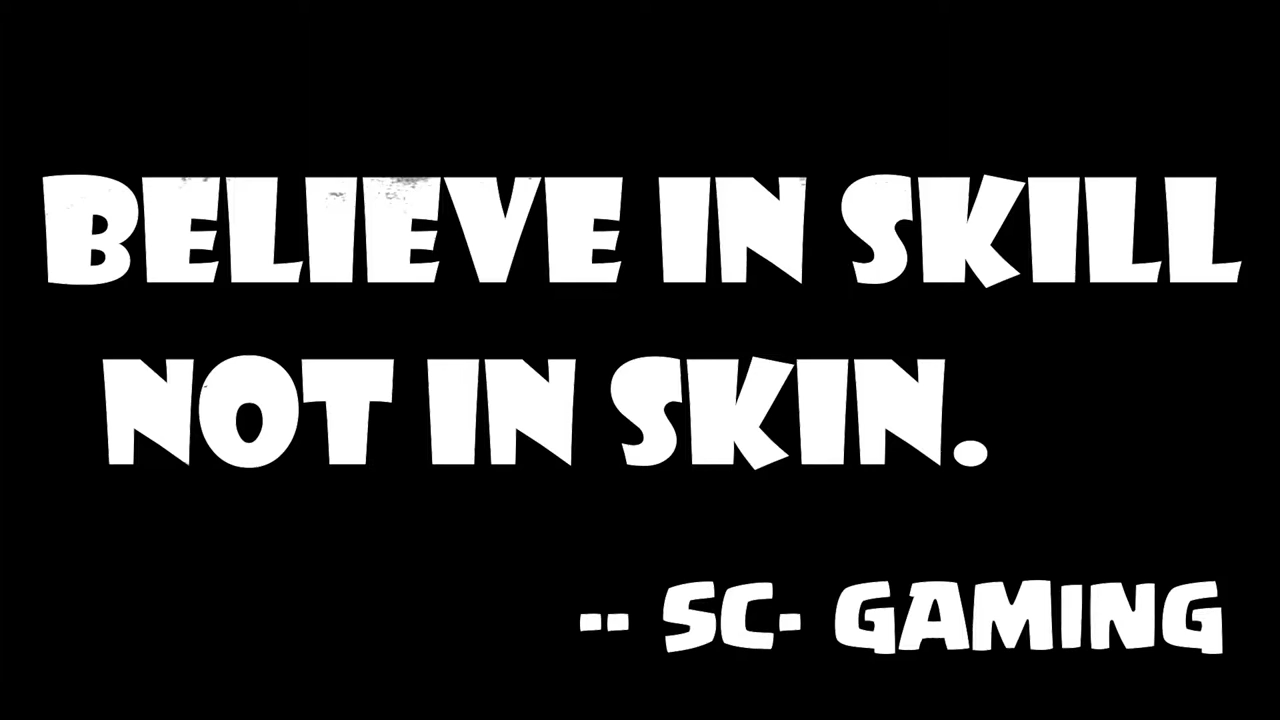 BELIEVE IN SKILL
NOT IN SKIN.
-- SC- GAMING